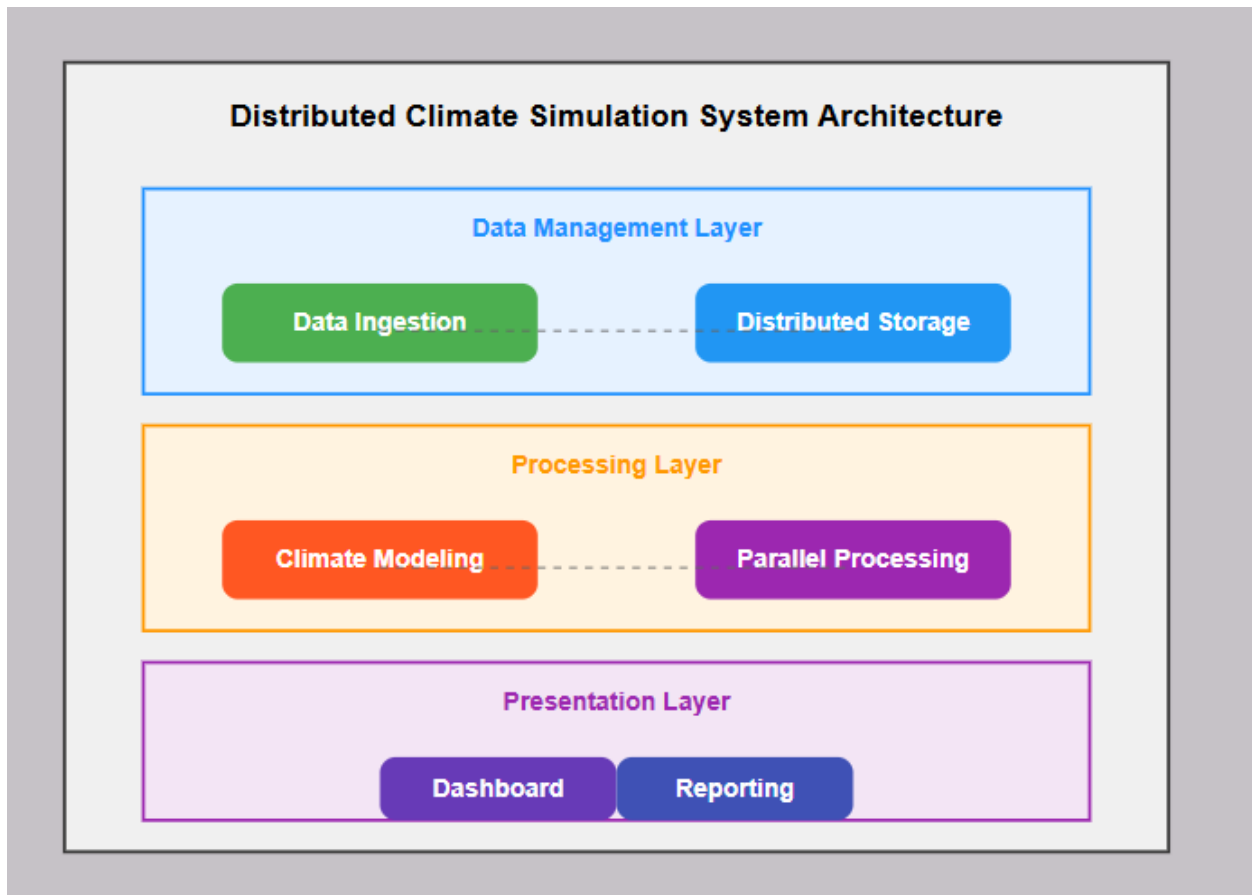 Distributed Climate Simulation System Architecture
Data Management Layer
Data Ingestion
Distributed Storage
Processing Layer
Climate Modeling
Parallel Processing
Presentation Layer
Dashboard
Reporting